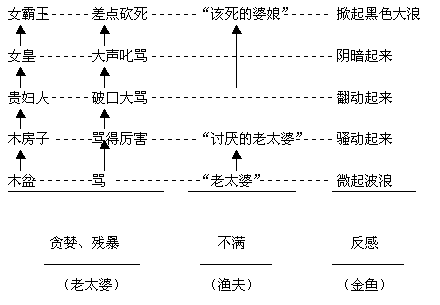 女霸王 差点砍死 “该死的婆娘” 掀起黑色大浪
女皇 大声叱骂 阴暗起来
贵妇人 破口大骂 翻动起来
木房子 骂得厉害 “讨厌的老太婆” 骚动起来
木盆 骂 “老太婆” 微起波浪
贪婪、残暴 不满 反感
（老太婆） （渔夫） （金鱼）